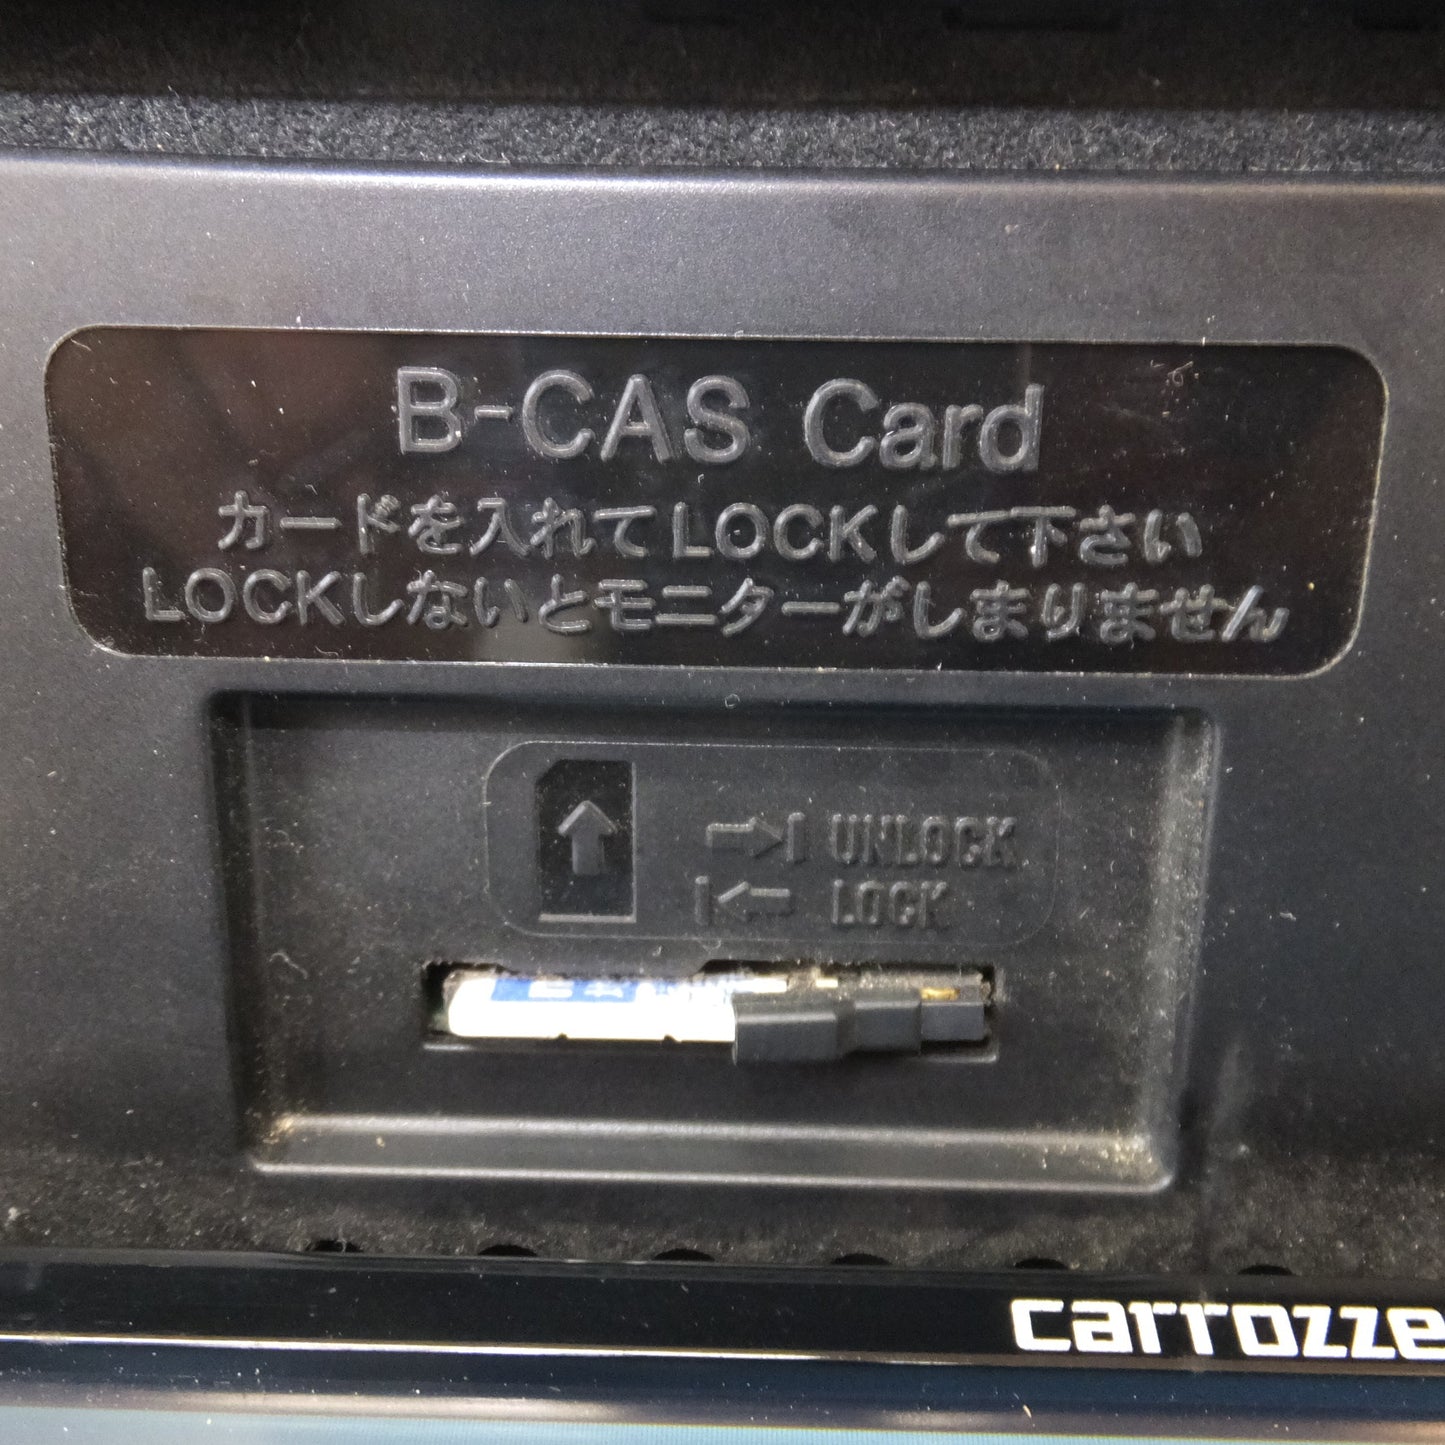 B-CAS Card
カードを入れてLOCKして下さい
LOCKしないとモニターがしまりません
UNLOCK
LOCK
carrozze